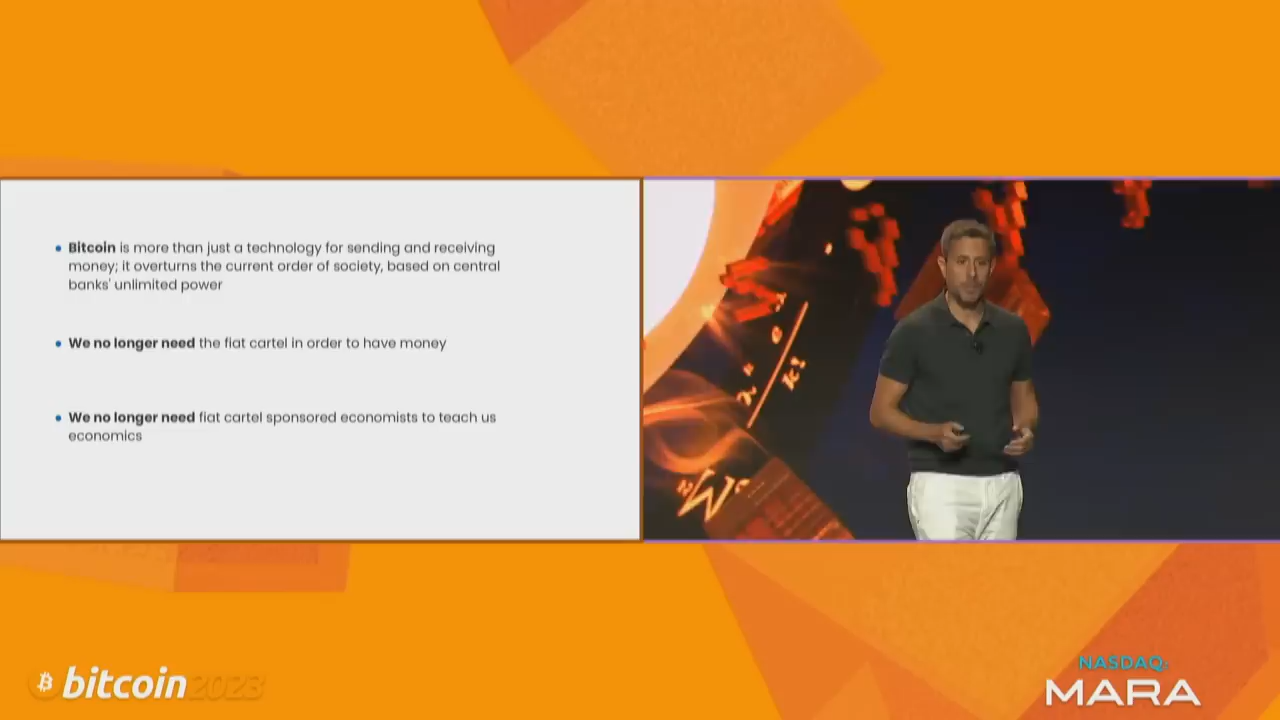 • Bitcoin is more than just a technology for sending and receiving
money; it overturns the current order of society, based on central
banks' unlimited power
• We no longer need the fiat cartel in order to have money
• We no longer need fiat cartel sponsored economists to teach us
economics
bitcoin 2023
NASDAQ:
MARA